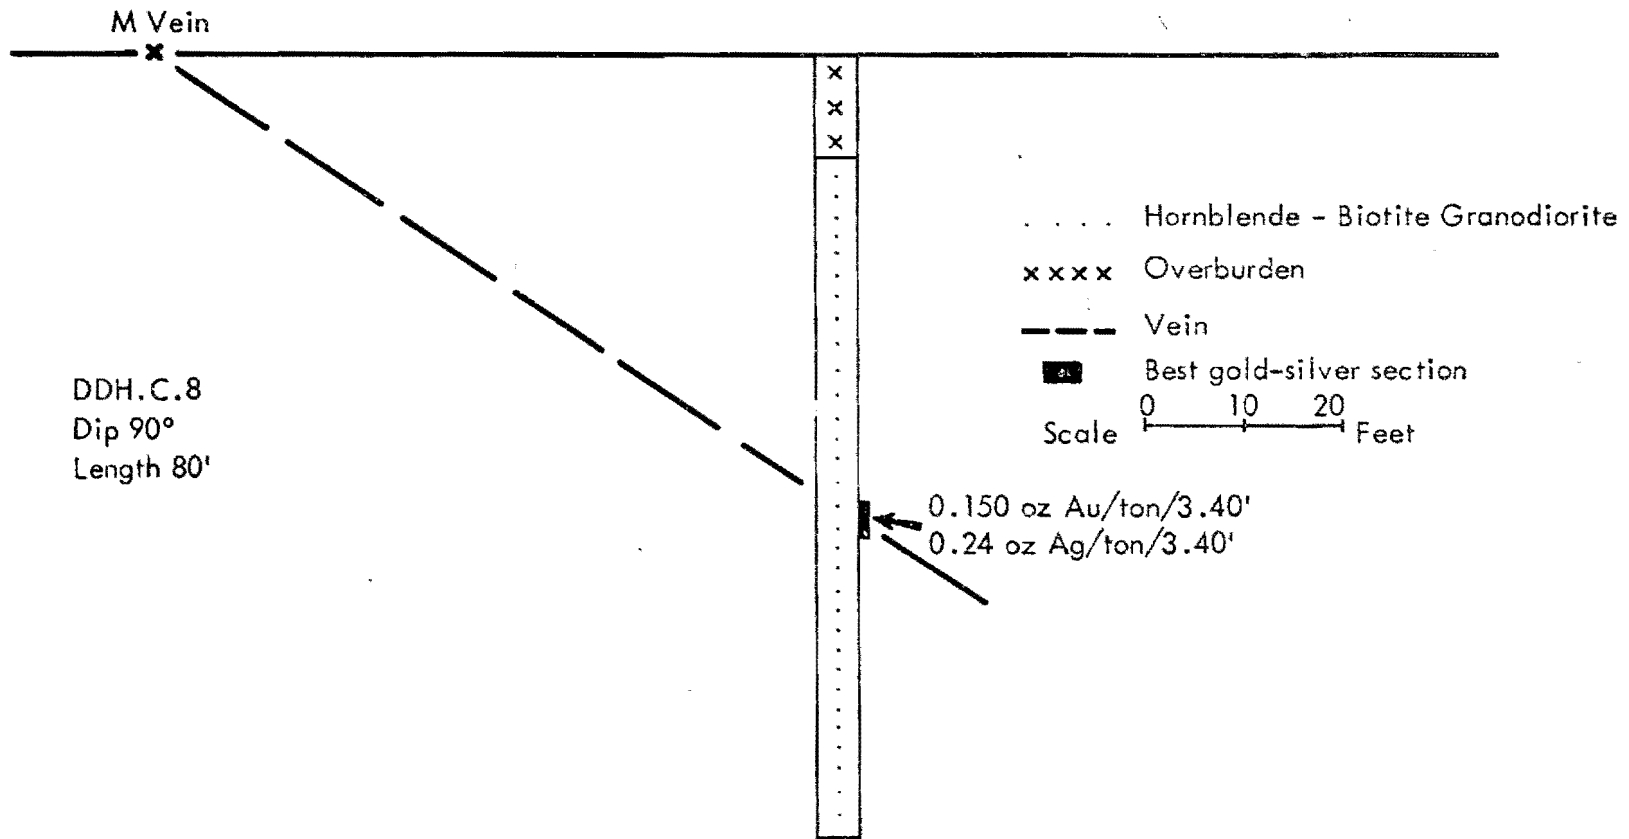 M Vein
Hornblende - Biotite Granodiorite
xxxx Overburden
Vein
Best gold-silver section
0 10 20
Scale Feet
DDH.C.8
Dip 90°
Length 80'
0.150 oz Au/ton/3.40'
0.24 oz Ag/ton/3.40'